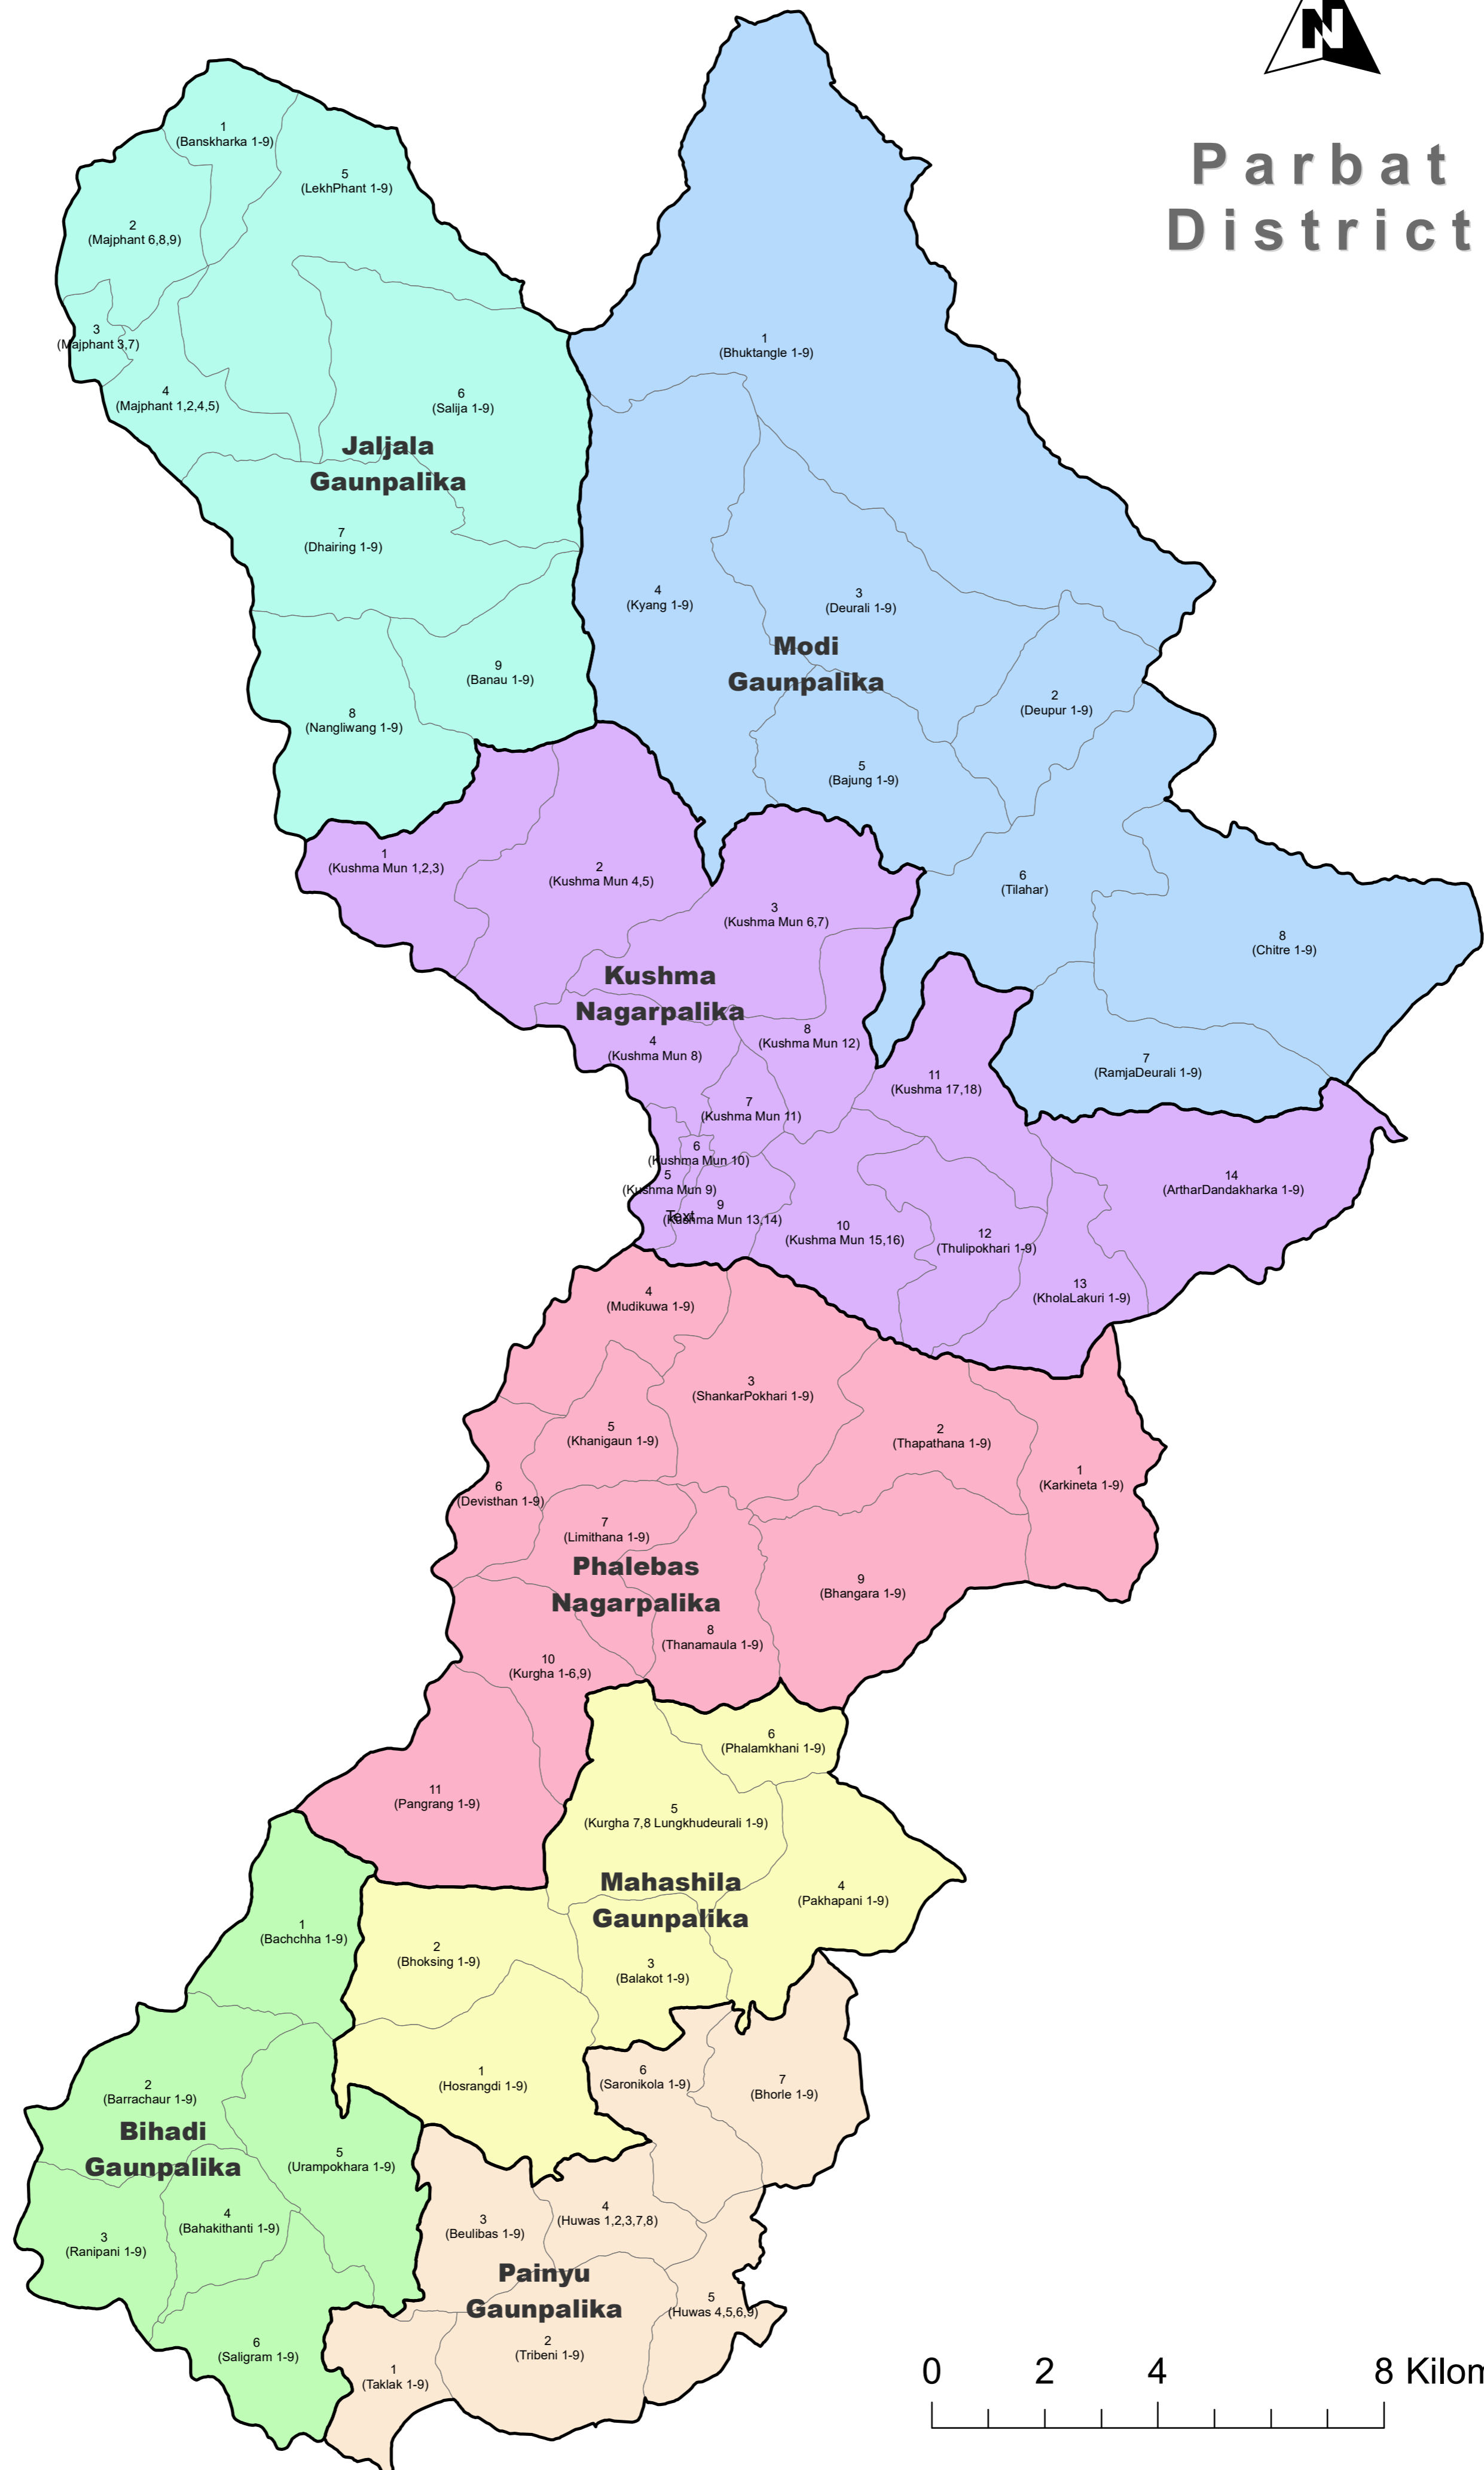 N
Parbat
District
1
(Banskharka 1-9)
5
(LekhPhant 1-9)
2
(Majphant 6,8,9)
3
(Majphant 3,7)
4
(Majphant 1,2,4,5)
6
(Salija 1-9)
Jaljala
Gaunpalika
7
(Dhairing 1-9)
9
(Banau 1-9)
8
(Nangliwang 1-9)
1
(Bhuktangle 1-9)
4
(Kyang 1-9)
3
(Deurali 1-9)
Modi
Gaunpalika
2
(Deupur 1-9)
5
(Bajung 1-9)
6
(Tilahar)
8
(Chitre 1-9)
7
(RamjaDeurali 1-9)
1
(Kushma Mun 1,2,3)
2
(Kushma Mun 4,5)
3
(Kushma Mun 6,7)
Kushma
Nagarpalika
4
(Kushma Mun 8)
8
(Kushma Mun 12)
11
(Kushma 17,18)
7
(Kushma Mun 11)
6
(Kushma Mun 10)
5
(Kushma Mun 9)
Text
9
(Kushma Mun 13,14)
10
(Kushma Mun 15,16)
12
(Thulipokhari 1-9)
14
(ArtharDandakharka 1-9)
13
(KholaLakuri 1-9)
4
(Mudikuwa 1-9)
3
(ShankarPokhari 1-9)
5
(Khanigaun 1-9)
2
(Thapathana 1-9)
1
(Karkineta 1-9)
6
(Devisthan 1-9)
7
(Limithana 1-9)
Phalebas
Nagarpalika
9
(Bhangara 1-9)
8
(Thanamaula 1-9)
10
(Kurgha 1-6,9)
11
(Pangrang 1-9)
6
(Phalamkhani 1-9)
5
(Kurgha 7,8 Lungkhudeurali 1-9)
Mahashila
Gaunpalika
4
(Pakhapani 1-9)
2
(Bhoksing 1-9)
3
(Balakot 1-9)
1
(Hosrangdi 1-9)
1
(Bachchha 1-9)
2
(Barrachaur 1-9)
Bihadi
Gaunpalika
5
(Urampokhara 1-9)
4
(Bahakithanti 1-9)
3
(Ranipani 1-9)
6
(Saligram 1-9)
6
(Saronikola 1-9)
7
(Bhorle 1-9)
3
(Beulibas 1-9)
4
(Huwas 1,2,3,7,8)
Painyu
Gaunpalika
5
(Huwas 4,5,6,9)
2
(Tribeni 1-9)
1
(Taklak 1-9)
0 2 4 8 Kilom